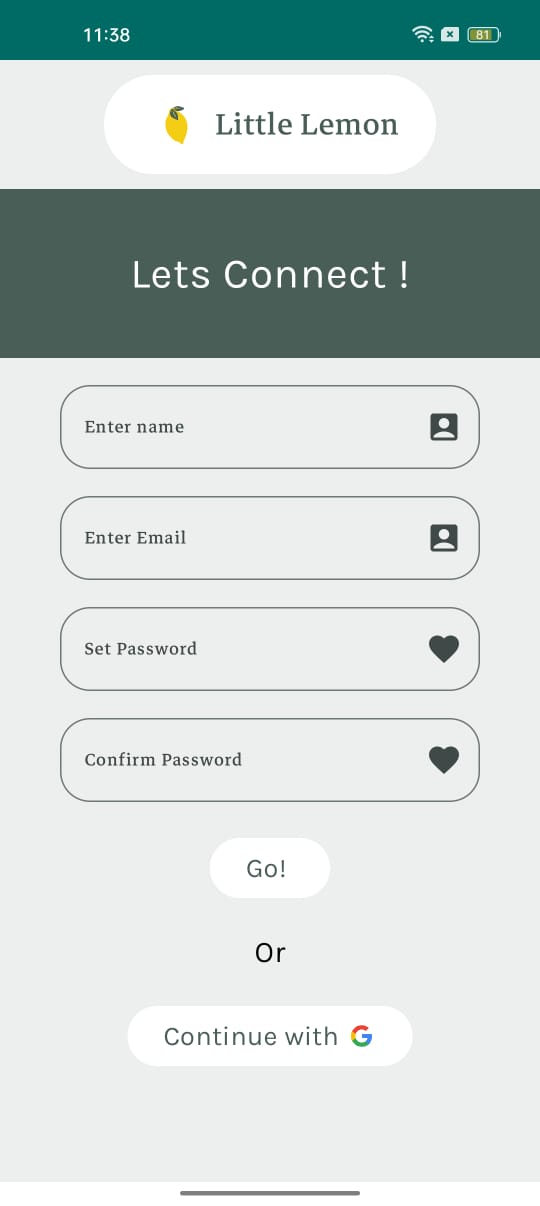 11:38
81
Little Lemon
Lets Connect !
Enter name
Enter Email
Set Password
Confirm Password
Go!
Or
Continue with G